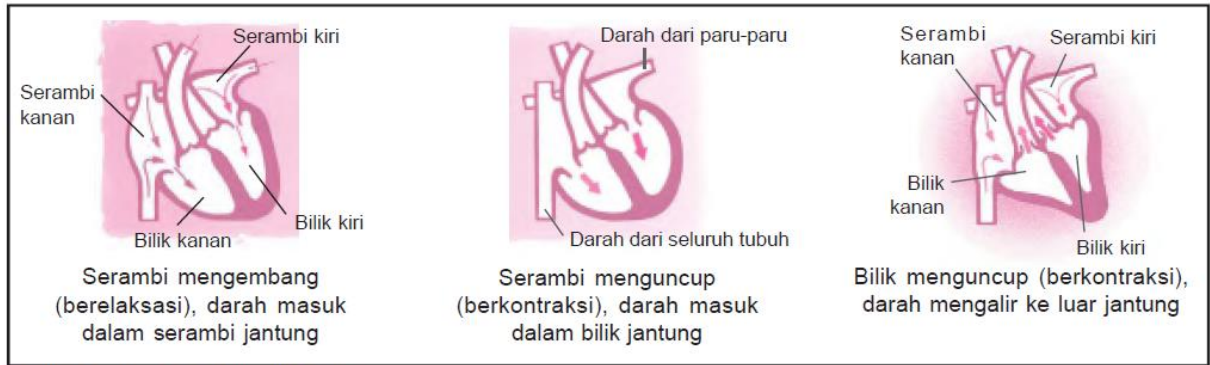 Serambi kiri
Serambi
kanan
Bilik kiri
Bilik kanan
Serambi mengembang
(berelaksasi), darah masuk
dalam serambi jantung
Darah dari paru-paru
Darah dari seluruh tubuh
Serambi menguncup
(berkontraksi), darah masuk
dalam bilik jantung
Serambi
kanan
Serambi kiri
Bilik
kanan
Bilik kiri
Bilik menguncup (berkontraksi),
darah mengalir ke luar jantung